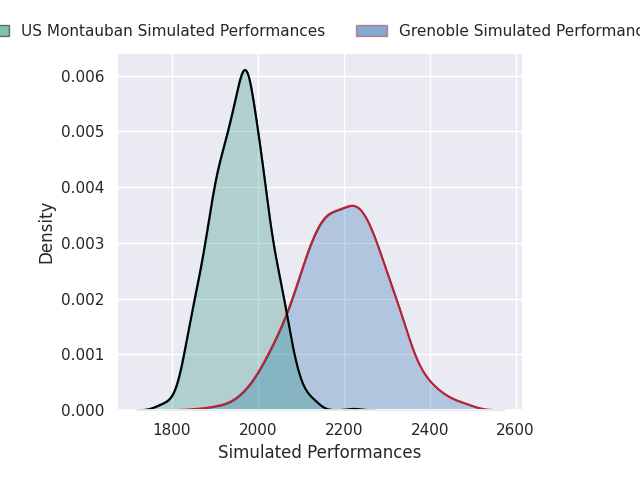 US Montauban Simulated Performances
Grenoble Simulated
0.006
0.005
0.004
0.003
0.002
0.001
0.000
Density
1800 2000 2200 2400 2600
Simulated Performances